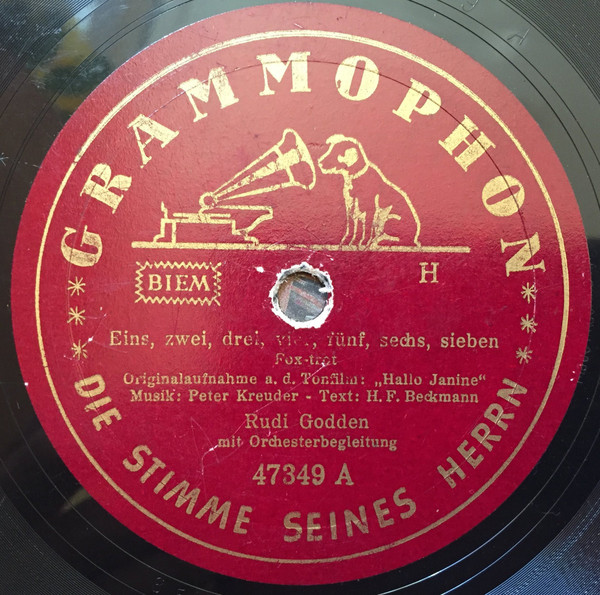 GRAMMOPHON
BIEM
H
Eins, zwei, drei, vier, fünf, sechs, sieben
Fox-trot
Originalaufnahme a. d. Tonfilm: „Hallo Janine“
Musik: Peter Kreuder - Text: H. F. Beckmann
Rudi Godden
mit Orchesterbegleitung
47349 A
*** DIE STIMME SEINES HERRN ***